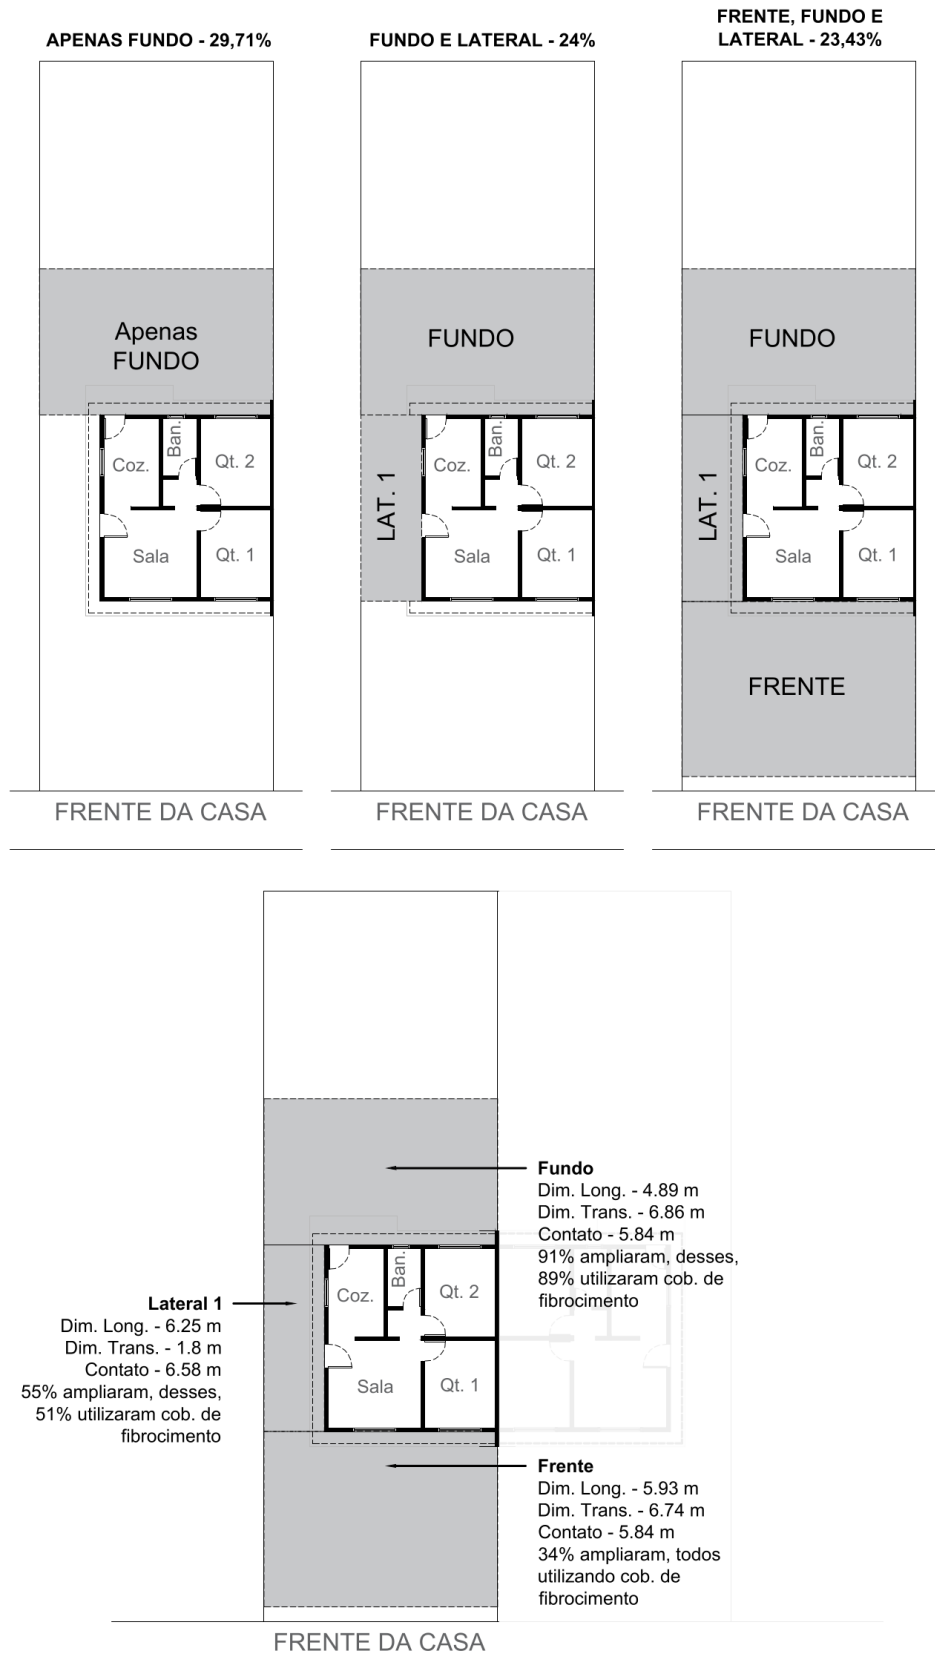 APENAS FUNDO - 29,71%
FUNDO E LATERAL - 24%
FRENTE, FUNDO E
LATERAL - 23,43%
Apenas
FUNDO
Coz.
Ban.
Qt. 2
Sala
Qt. 1
FRENTE DA CASA
FUNDO
LAT. 1
Coz.
Ban.
Qt. 2
Sala
Qt. 1
FRENTE DA CASA
FUNDO
LAT. 1
Coz.
Ban.
Qt. 2
Sala
Qt. 1
FRENTE
FRENTE DA CASA
Fundo
Dim. Long. - 4.89 m
Dim. Trans. - 6.86 m
Contato - 5.84 m
91% ampliaram, desses,
89% utilizaram cob. de
fibrocimento
Lateral 1
Dim. Long. - 6.25 m
Dim. Trans. - 1.8 m
Contato - 6.58 m
55% ampliaram, desses,
51% utilizaram cob. de
fibrocimento
Coz.
Ban.
Qt. 2
Sala
Qt. 1
Frente
Dim. Long. - 5.93 m
Dim. Trans. - 6.74 m
Contato - 5.84 m
34% ampliaram, todos
utilizando cob. de
fibrocimento
FRENTE DA CASA